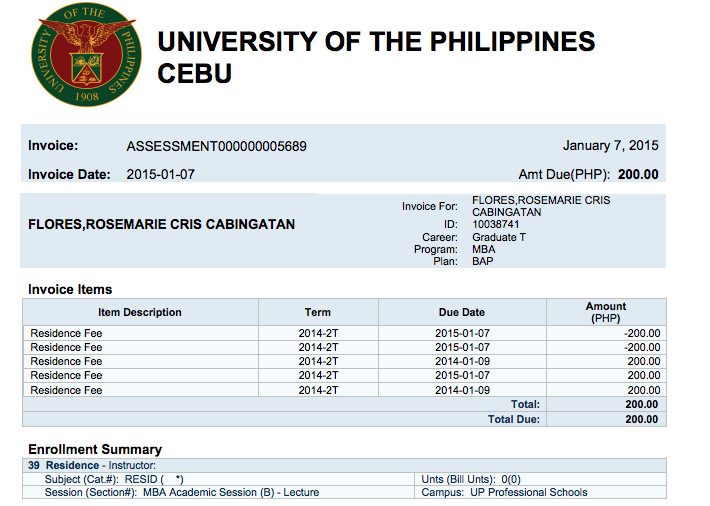 OF THE
UNIVERSITY
PHILIPPINES
1908
UNIVERSITY OF THE PHILIPPINES
CEBU
Invoice: ASSESSMENT000000005689 January 7, 2015
Invoice Date: 2015-01-07 Amt Due(PHP): 200.00
FLORES,ROSEMARIE CRIS CABINGATAN
Invoice For: FLORES,ROSEMARIE CRIS
CABINGATAN
ID: 10038741
Career: Graduate T
Program: MBA
Plan: BAP
Invoice Items
Item Description Term Due Date Amount
(PHP)
Residence Fee 2014-2T 2015-01-07 -200.00
Residence Fee 2014-2T 2015-01-07 -200.00
Residence Fee 2014-2T 2014-01-09 200.00
Residence Fee 2014-2T 2015-01-07 200.00
Residence Fee 2014-2T 2014-01-09 200.00
Total: 200.00
Total Due: 200.00
Enrollment Summary
39 Residence - Instructor:
Subject (Cat.#): RESID ( *) Unts (Bill Unts): 0(0)
Session (Section#): MBA Academic Session (B) - Lecture Campus: UP Professional Schools